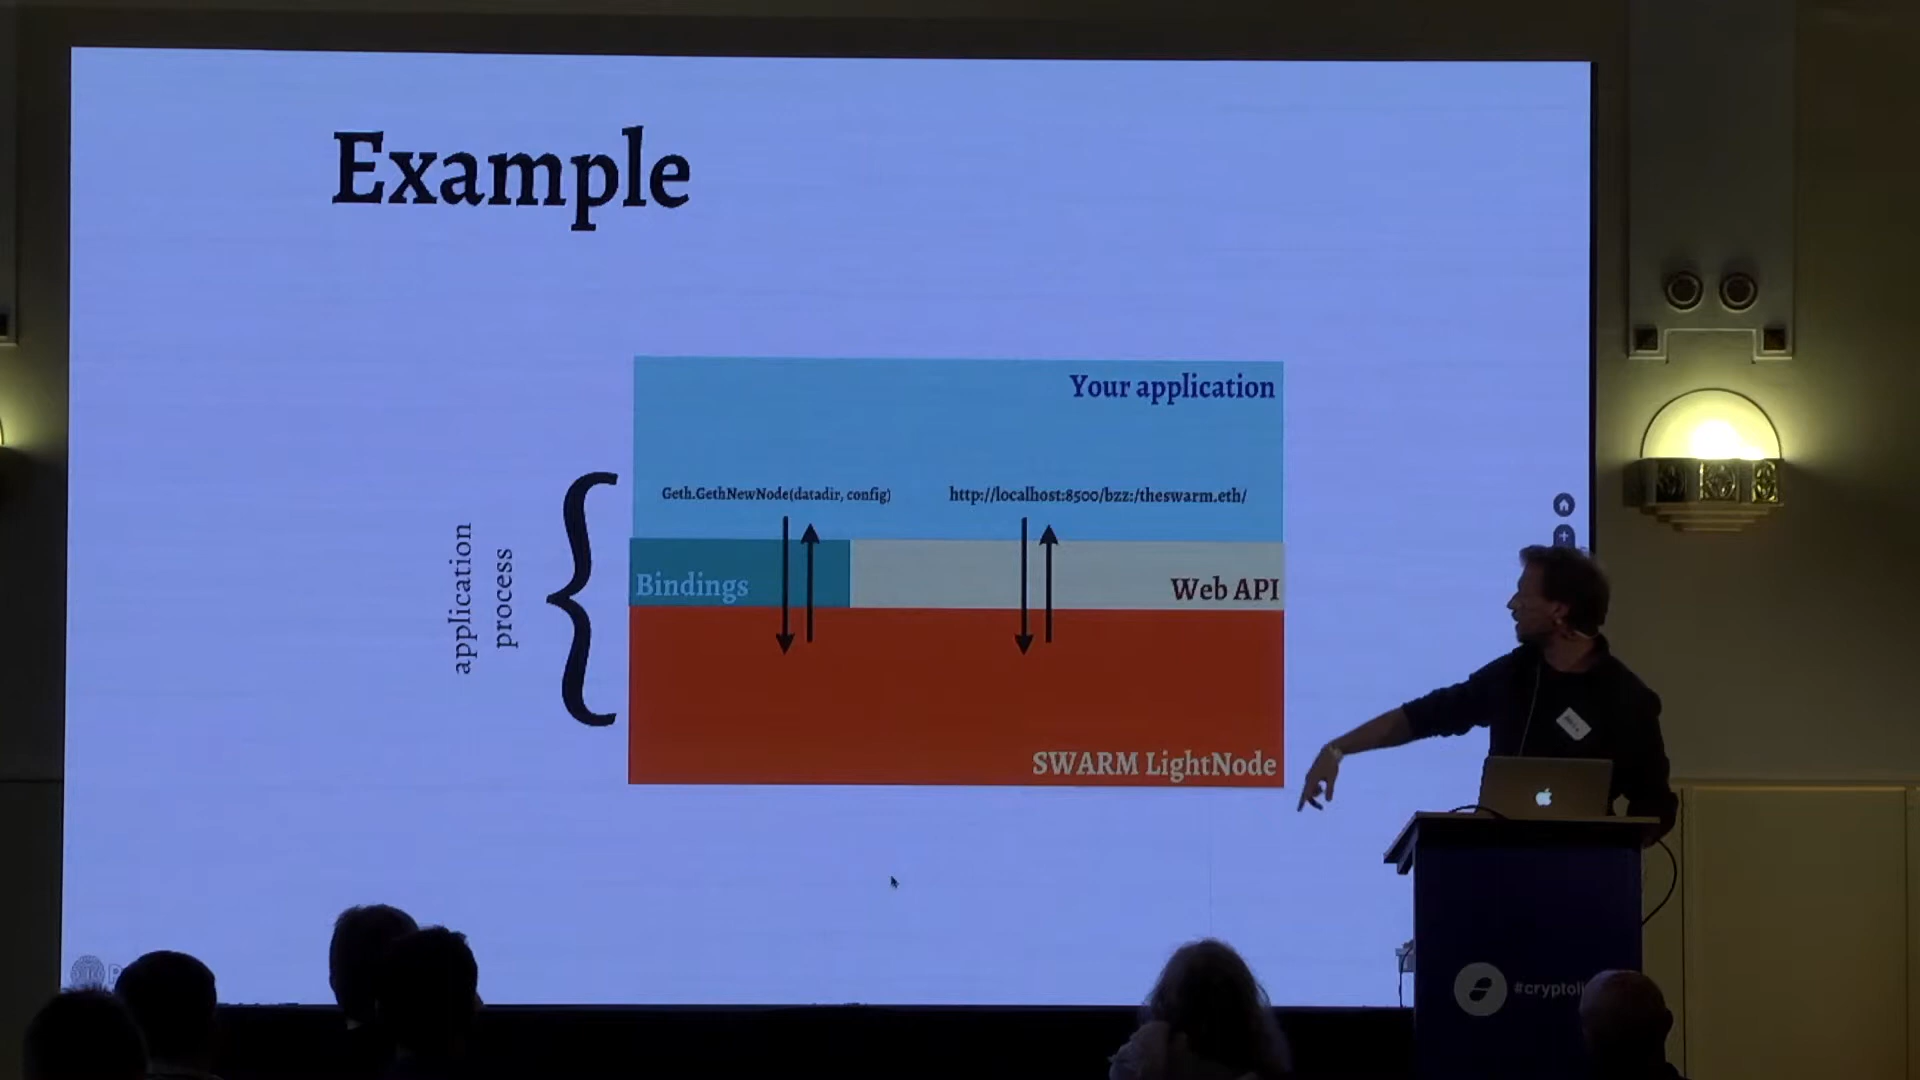 Example
Your application
Geth.GethNewNode(datadir, config)
http://localhost:8500/bzz:/theswarm.eth/
application
process
Bindings
Web API
SWARM LightNode